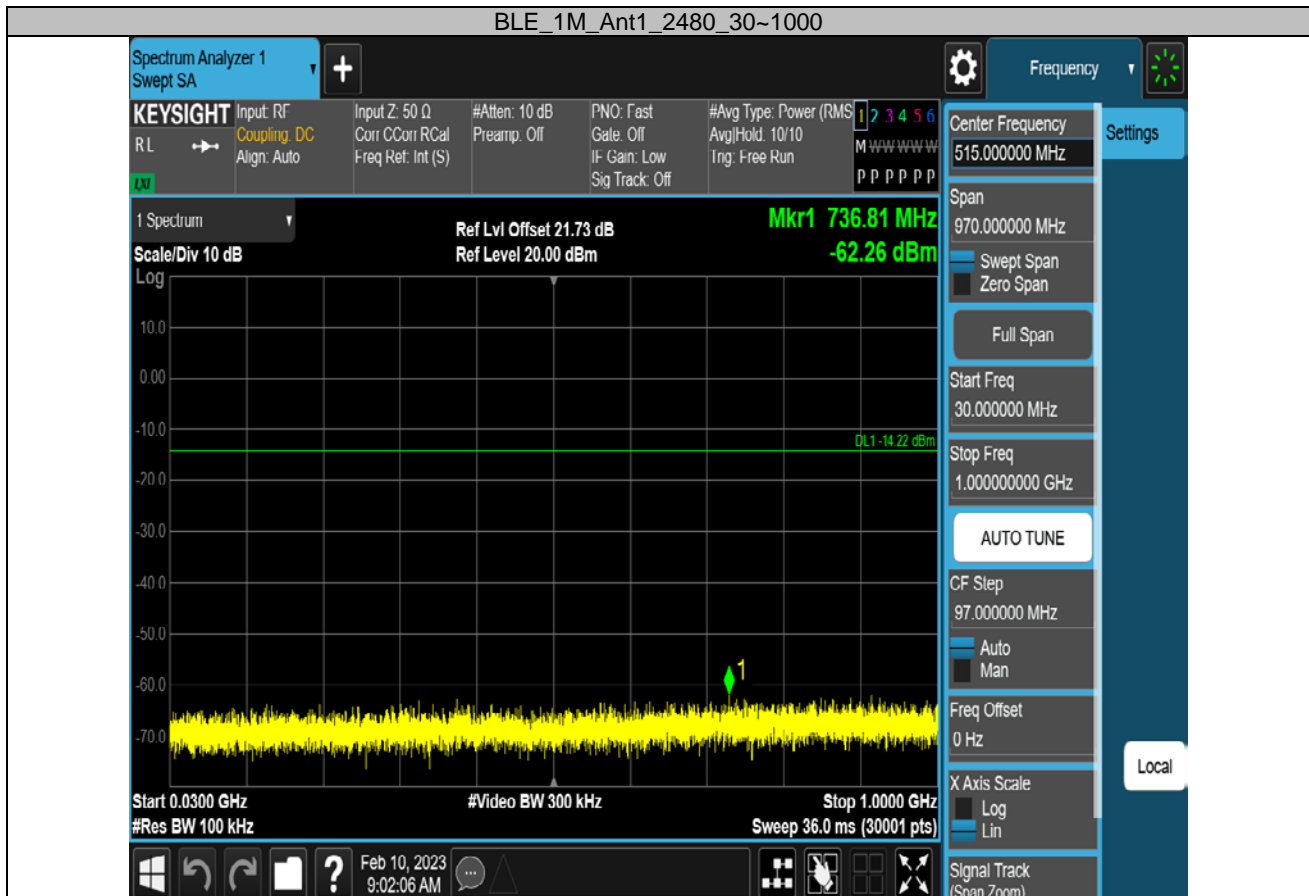 BLE_1M_Ant1_2480_30~1000
Spectrum Analyzer 1
Swept SA
Frequency
KEYSIGHT
RL
LXI
Input: RF
Coupling: DC
Align: Auto
Input Z: 50 Ω
Corr CCorr RCal
Freq Ref: Int (S)
#Atten: 10 dB
Preamp: Off
PNO: Fast
Gate: Off
IF Gain: Low
Sig Track: Off
#Avg Type: Power (RMS
Avg|Hold: 10/10
Trig: Free Run
1 2 3 4 5 6
M W W W W W
P P P P P P
Center Frequency
515.000000 MHz
Settings
Span
970.000000 MHz
Swept Span
Zero Span
Full Span
Start Freq
30.000000 MHz
Stop Freq
1.000000000 GHz
AUTO TUNE
CF Step
97.000000 MHz
Auto
Man
Freq Offset
0 Hz
X Axis Scale
Log
Lin
Local
Signal Track
(Span Zoom)
1 Spectrum
Scale/Div 10 dB
Log
Ref Lvl Offset 21.73 dB
Ref Level 20.00 dBm
Mkr1 736.81 MHz
-62.26 dBm
10.0
0.00
-10.0
DL1 -14.22 dBm
-20.0
-30.0
-40.0
-50.0
1
-60.0
-70.0
Start 0.0300 GHz
#Video BW 300 kHz
Stop 1.0000 GHz
#Res BW 100 kHz
Sweep 36.0 ms (30001 pts)
?
Feb 10, 2023
9:02:06 AM